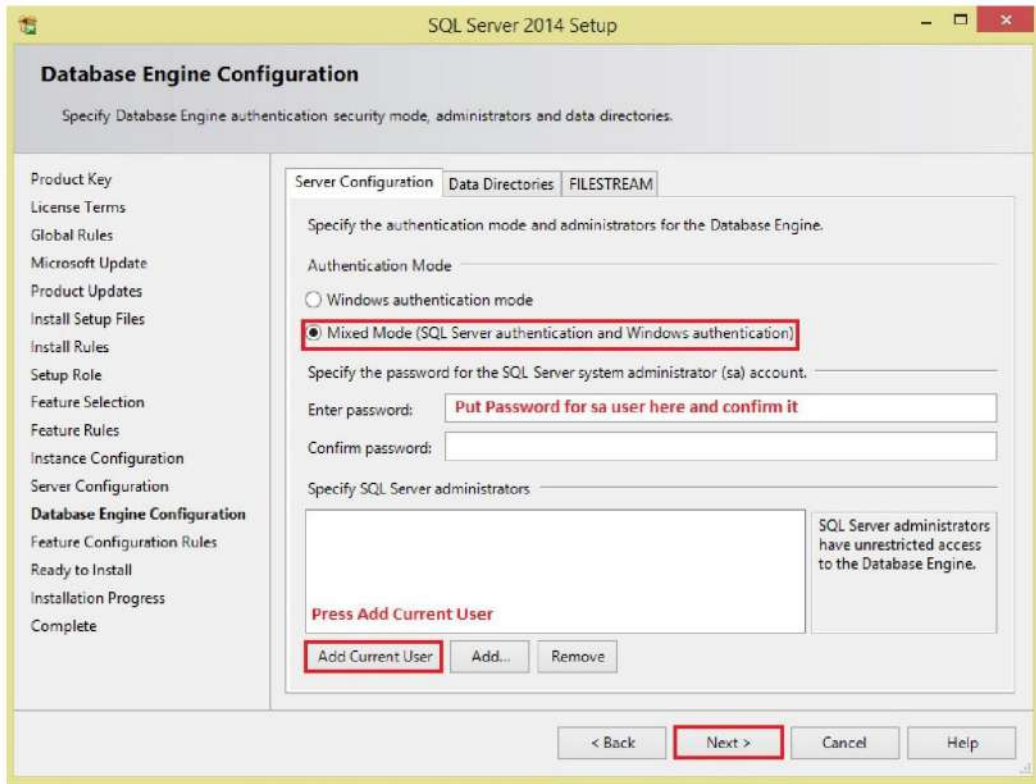 SQL Server 2014 Setup
Database Engine Configuration
Specify Database Engine authentication security mode, administrators and data directories.
Product Key
License Terms
Global Rules
Microsoft Update
Product Updates
Install Setup Files
Install Rules
Setup Role
Feature Selection
Feature Rules
Instance Configuration
Server Configuration
Database Engine Configuration
Feature Configuration Rules
Ready to Install
Installation Progress
Complete
Server Configuration Data Directories FILESTREAM
Specify the authentication mode and administrators for the Database Engine.
Authentication Mode
Windows authentication mode
Mixed Mode (SQL Server authentication and Windows authentication)
Specify the password for the SQL Server system administrator (sa) account.
Enter password: Put Password for sa user here and confirm it
Confirm password:
Specify SQL Server administrators
SQL Server administrators
have unrestricted access
to the Database Engine.
Press Add Current User
Add Current User Add... Remove
< Back Next > Cancel Help